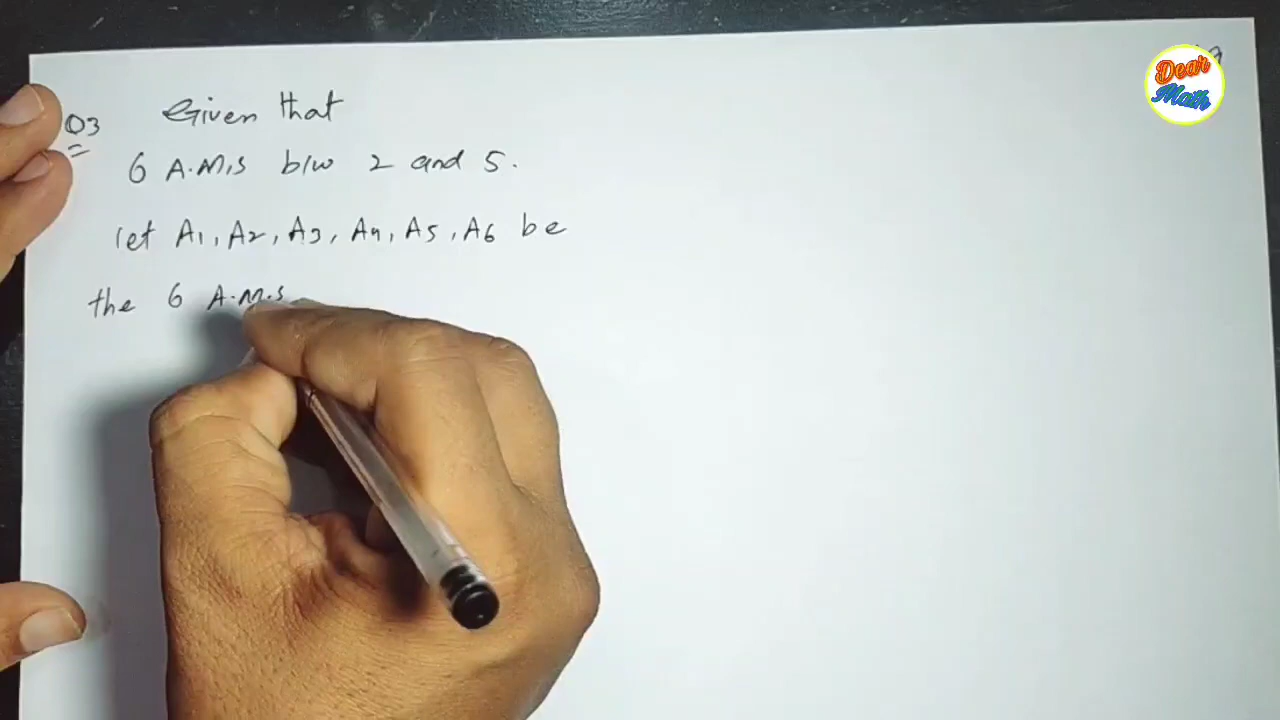 Q3 Given that
6 A.M.s b/w 2 and 5.
let A1, A2, A3, A4, A5, A6 be
the 6 A.M.s
Dear
Math